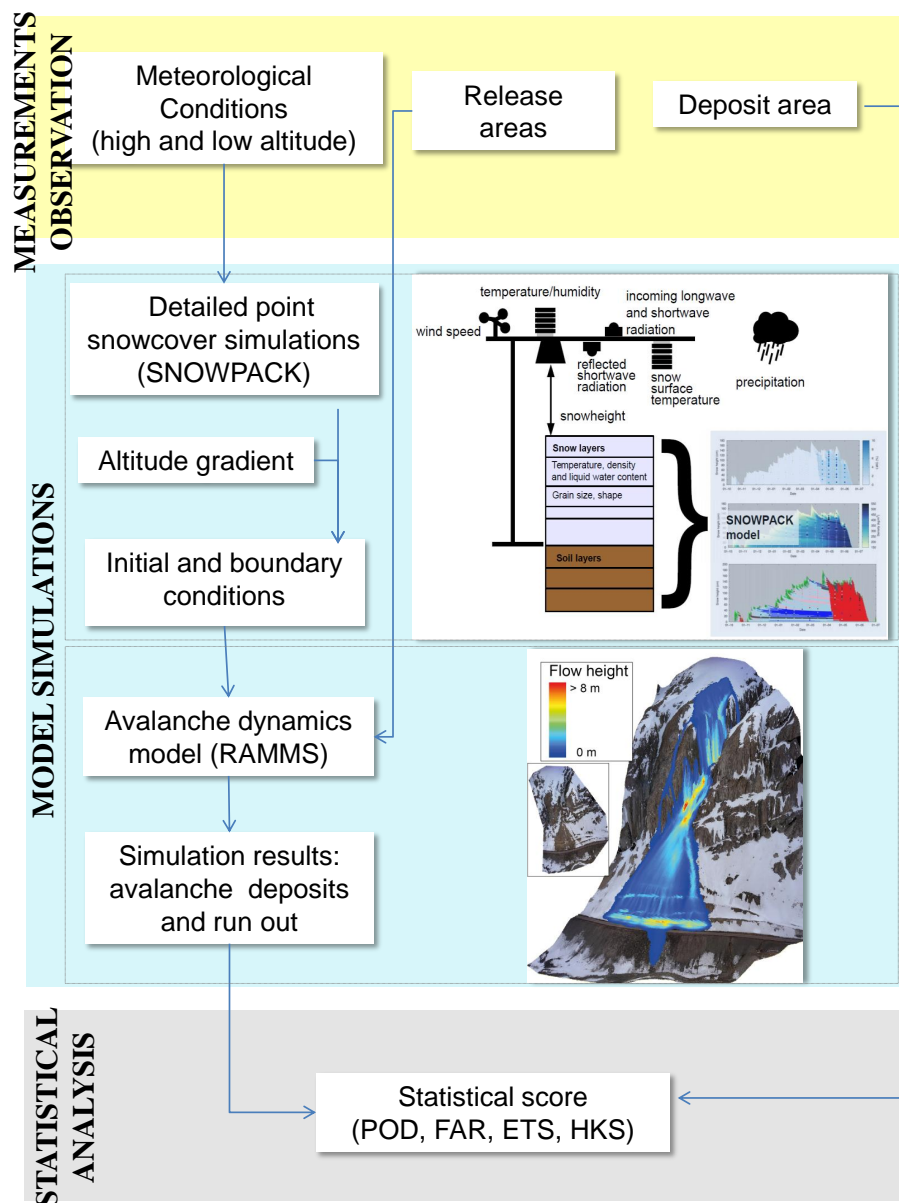 MEASUREMENTS
OBSERVATION
Meteorological
Conditions
(high and low altitude)
Release
areas
Deposit area
MODEL SIMULATIONS
Detailed point
snowcover simulations
(SNOWPACK)
Altitude gradient
Initial and boundary
conditions
temperature/humidity
wind speed
incoming longwave
and shortwave
radiation
reflected
shortwave
radiation
snow
surface
temperature
precipitation
snowheight
Snow layers
Temperature, density
and liquid water content
Grain size, shape
Soil layers
SNOWPACK
model
Avalanche dynamics
model (RAMMS)
Simulation results:
avalanche deposits
and run out
Flow height
> 8 m
0 m
STATISTICAL
ANALYSIS
Statistical score
(POD, FAR, ETS, HKS)